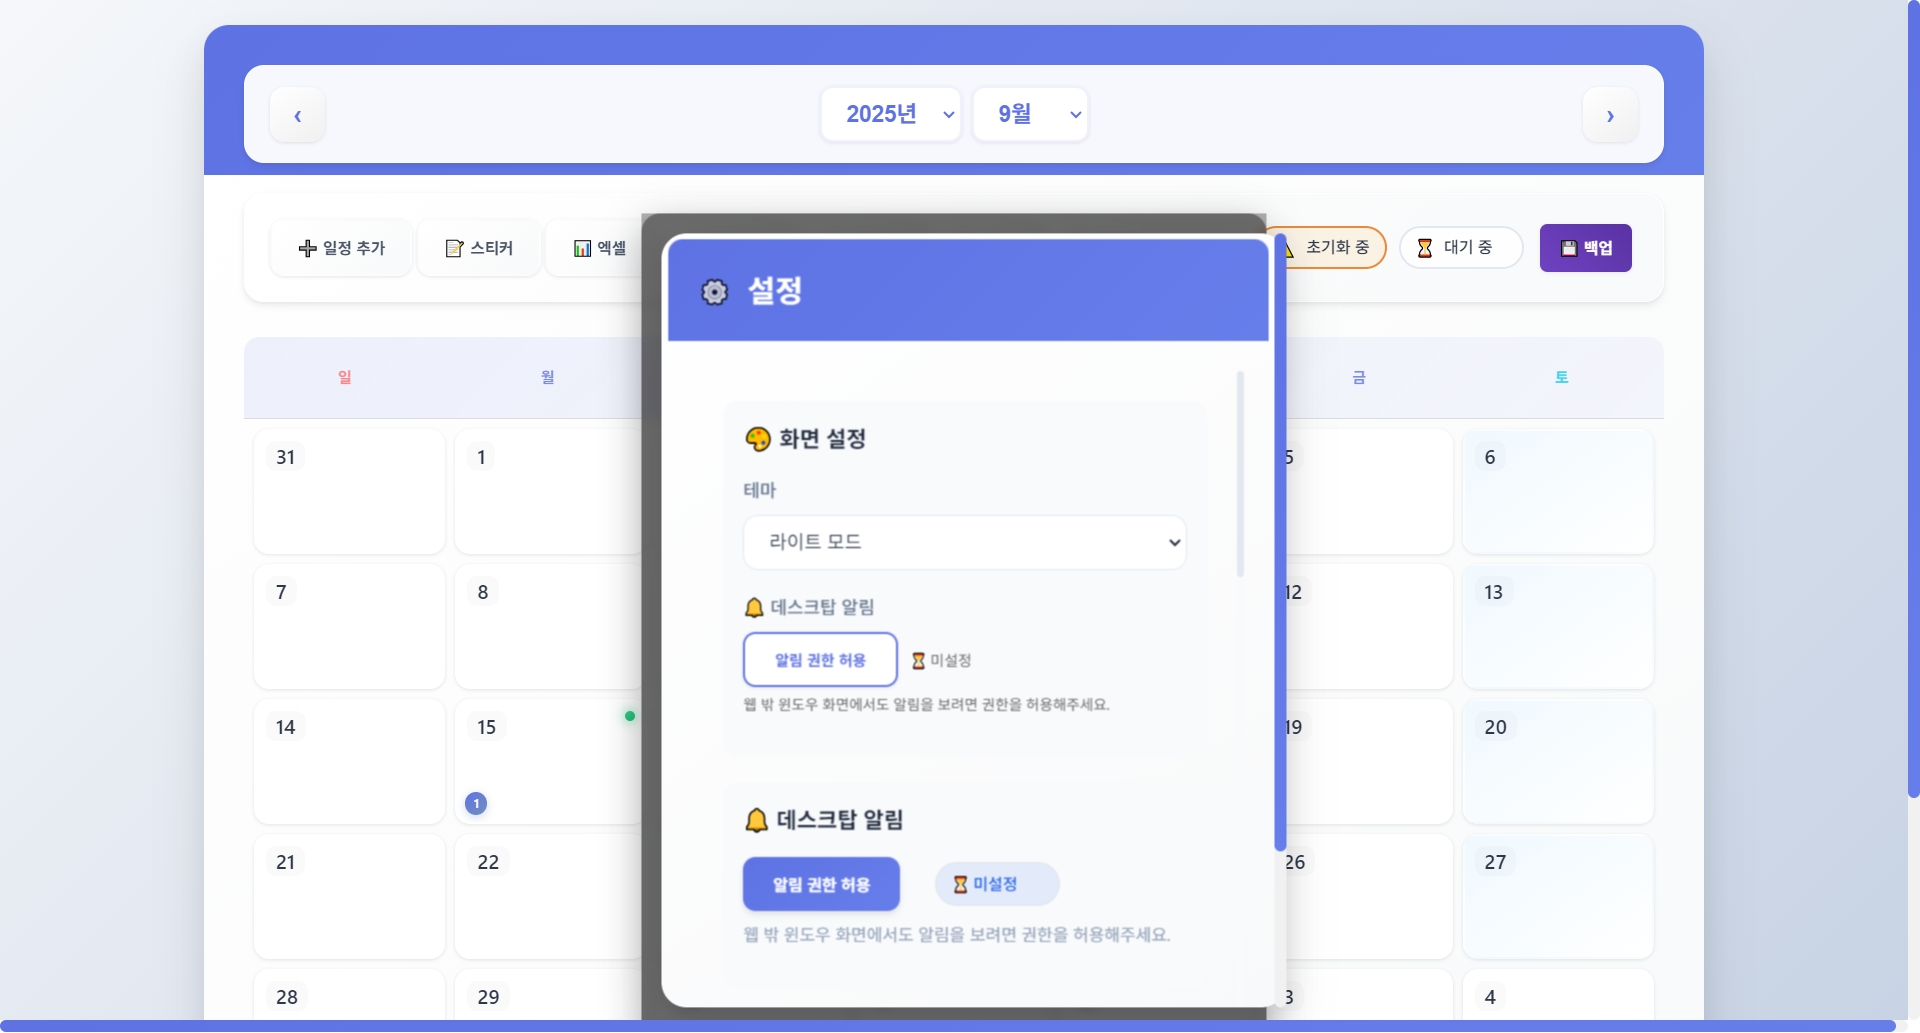 ‹
2025년
9월
›
➕ 일정 추가
📝 스티커
📊 엑셀
초기화 중
⏳ 대기 중
💾 백업
⚙️ 설정
일
월
금
토
🎨 화면 설정
테마
라이트 모드
🔔 데스크탑 알림
알림 권한 허용
⏳ 미설정
웹 밖 윈도우 화면에서도 알림을 보려면 권한을 허용해주세요.
🔔 데스크탑 알림
알림 권한 허용
⏳ 미설정
웹 밖 윈도우 화면에서도 알림을 보려면 권한을 허용해주세요.
31
1
5
6
7
8
12
13
14
15
1
19
20
21
22
26
27
28
29
3
4